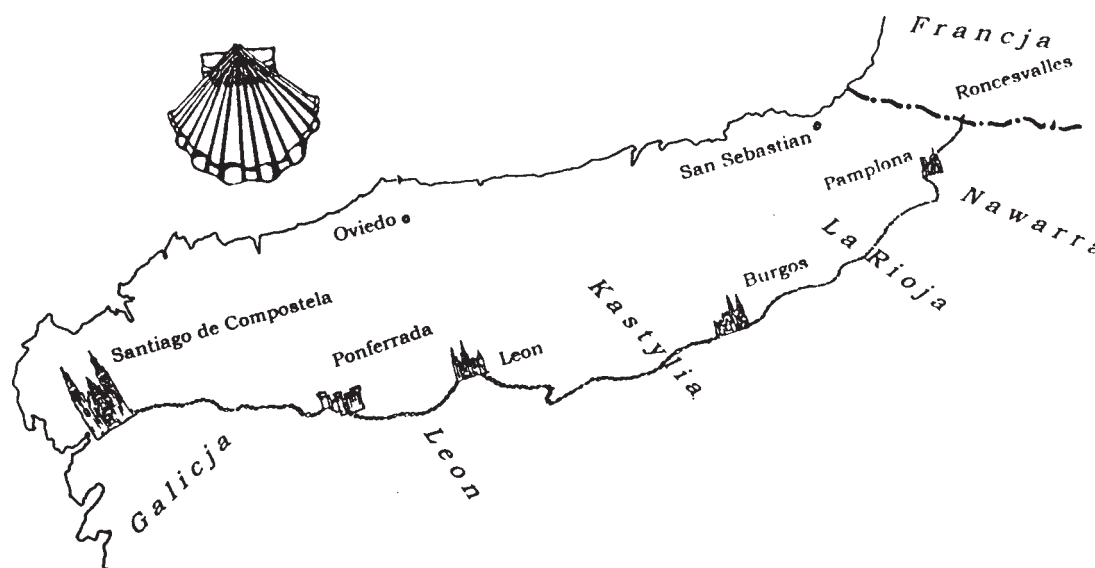 Francja
Roncesvalles
San Sebastian
Pamplona
Nawarra
Oviedo
La Rioja
Burgos
Kastylia
Santiago de Compostela
Ponferrada
Leon
Galicja
Leon